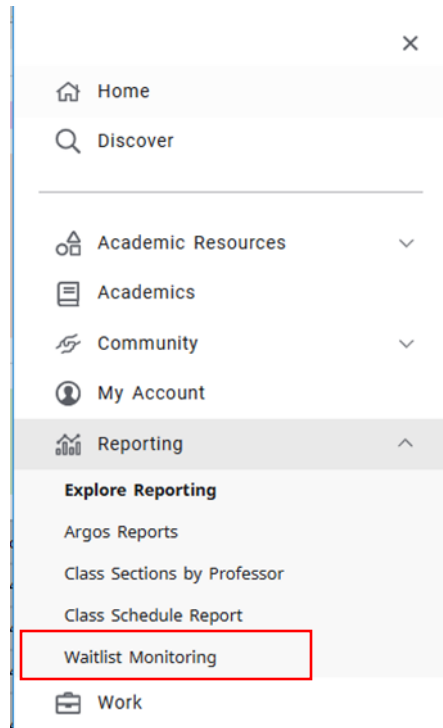 Home
Discover
Academic Resources
Academics
Community
My Account
Reporting
Explore Reporting
Argos Reports
Class Sections by Professor
Class Schedule Report
Waitlist Monitoring
Work